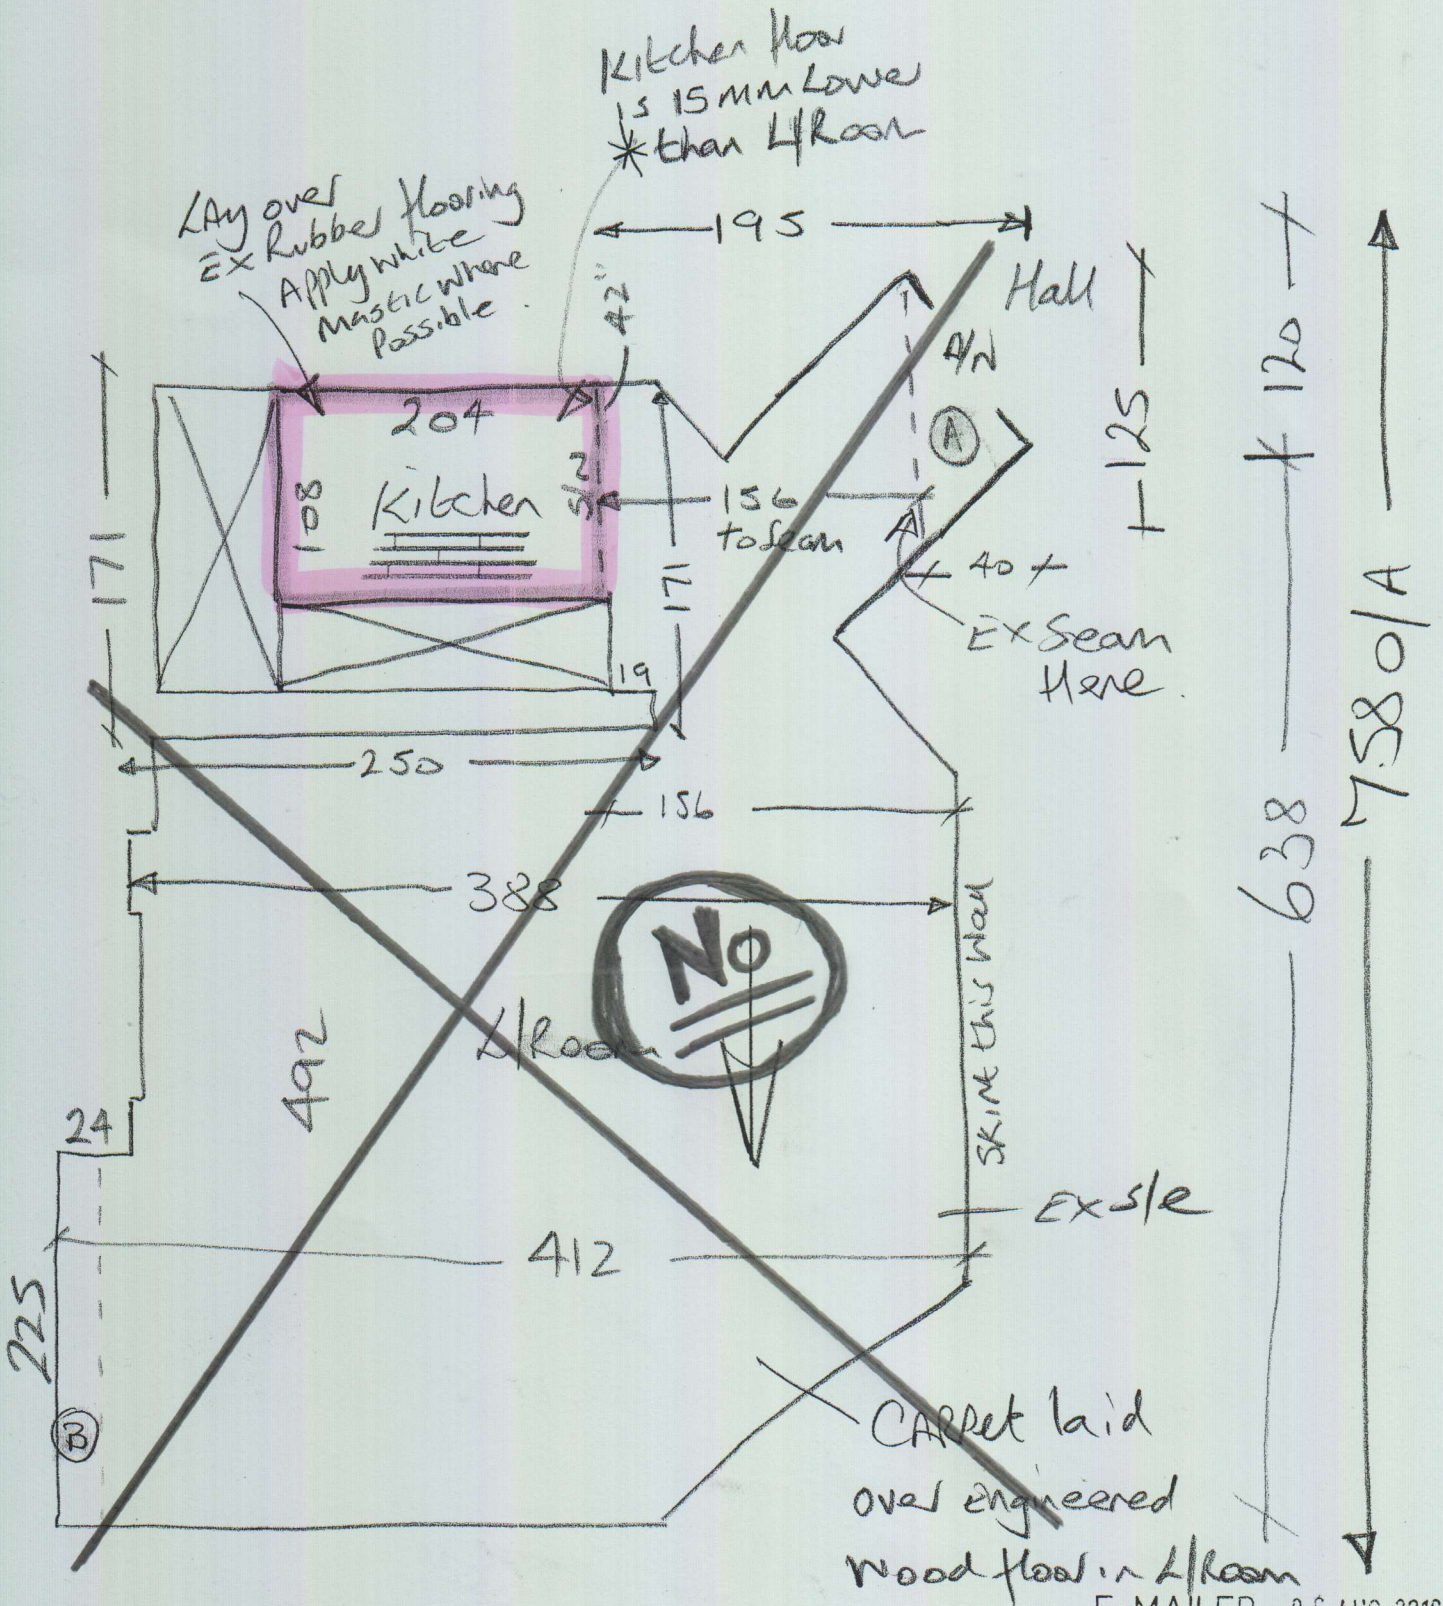 Kitchen floor
is 15mm Lower
* than L/Room
LAy over
Ex Rubber flooring
Apply white
Mastic where
Possible.
195
42"
Hall
A/N
A
125
120
7580/A
171
204
108
Kitchen
S/2
156
to Seam
40
Ex Seam
Here.
171
19
250
156
638
388
No
Skirt this Wall
492
L/Room
24
Ex s/e
412
225
B
CARPet laid
over Engineered
Wood floor in L/Room